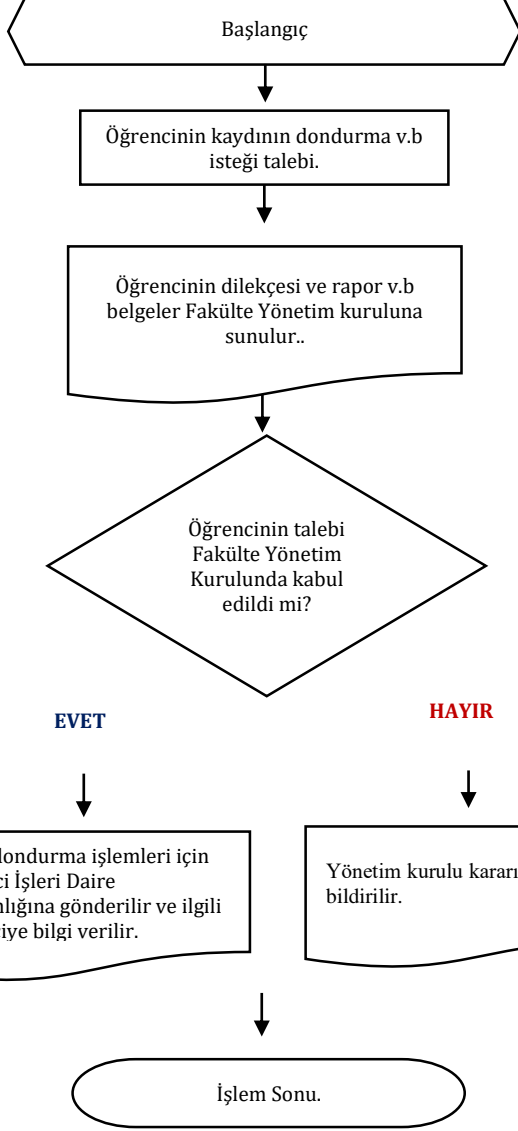 Başlangıç
Öğrencinin kaydının dondurma v.b
isteği talebi.
Öğrencinin dilekçesi ve rapor v.b
belgeler Fakülte Yönetim kuruluna
sunulur..
Öğrencinin talebi
Fakülte Yönetim
Kurulunda kabul
edildi mi?
EVET
HAYIR
dondurma işlemleri için
İşleri Daire
gönderilir ve ilgili
bilgi verilir.
Yönetim kurulu kararı
bildirilir.
İşlem Sonu.